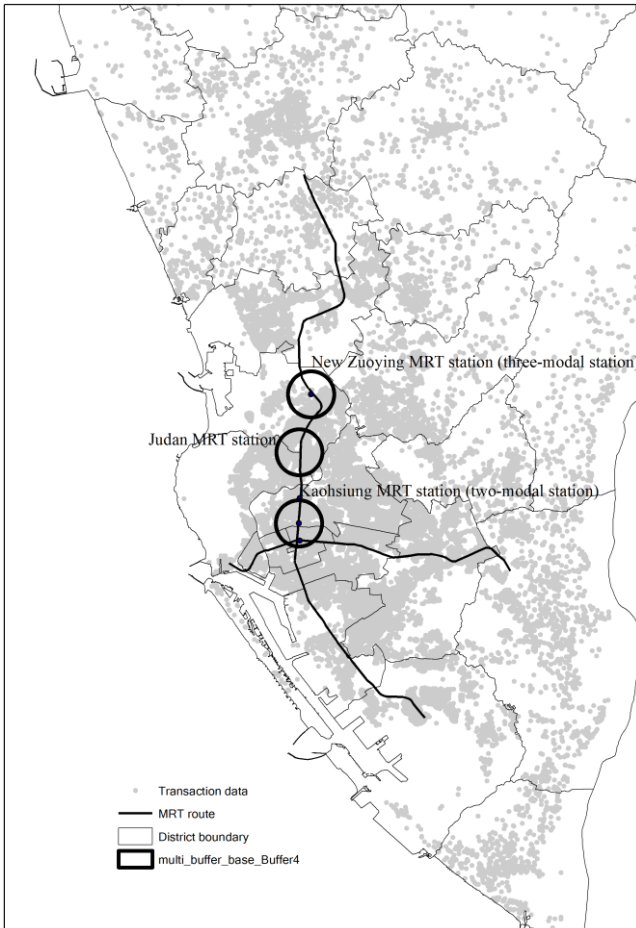 New Zuoying MRT station (three-modal station)
Judan MRT station
Kaohsiung MRT station (two-modal station)
Transaction data
MRT route
District boundary
multi_buffer_base_Buffer4